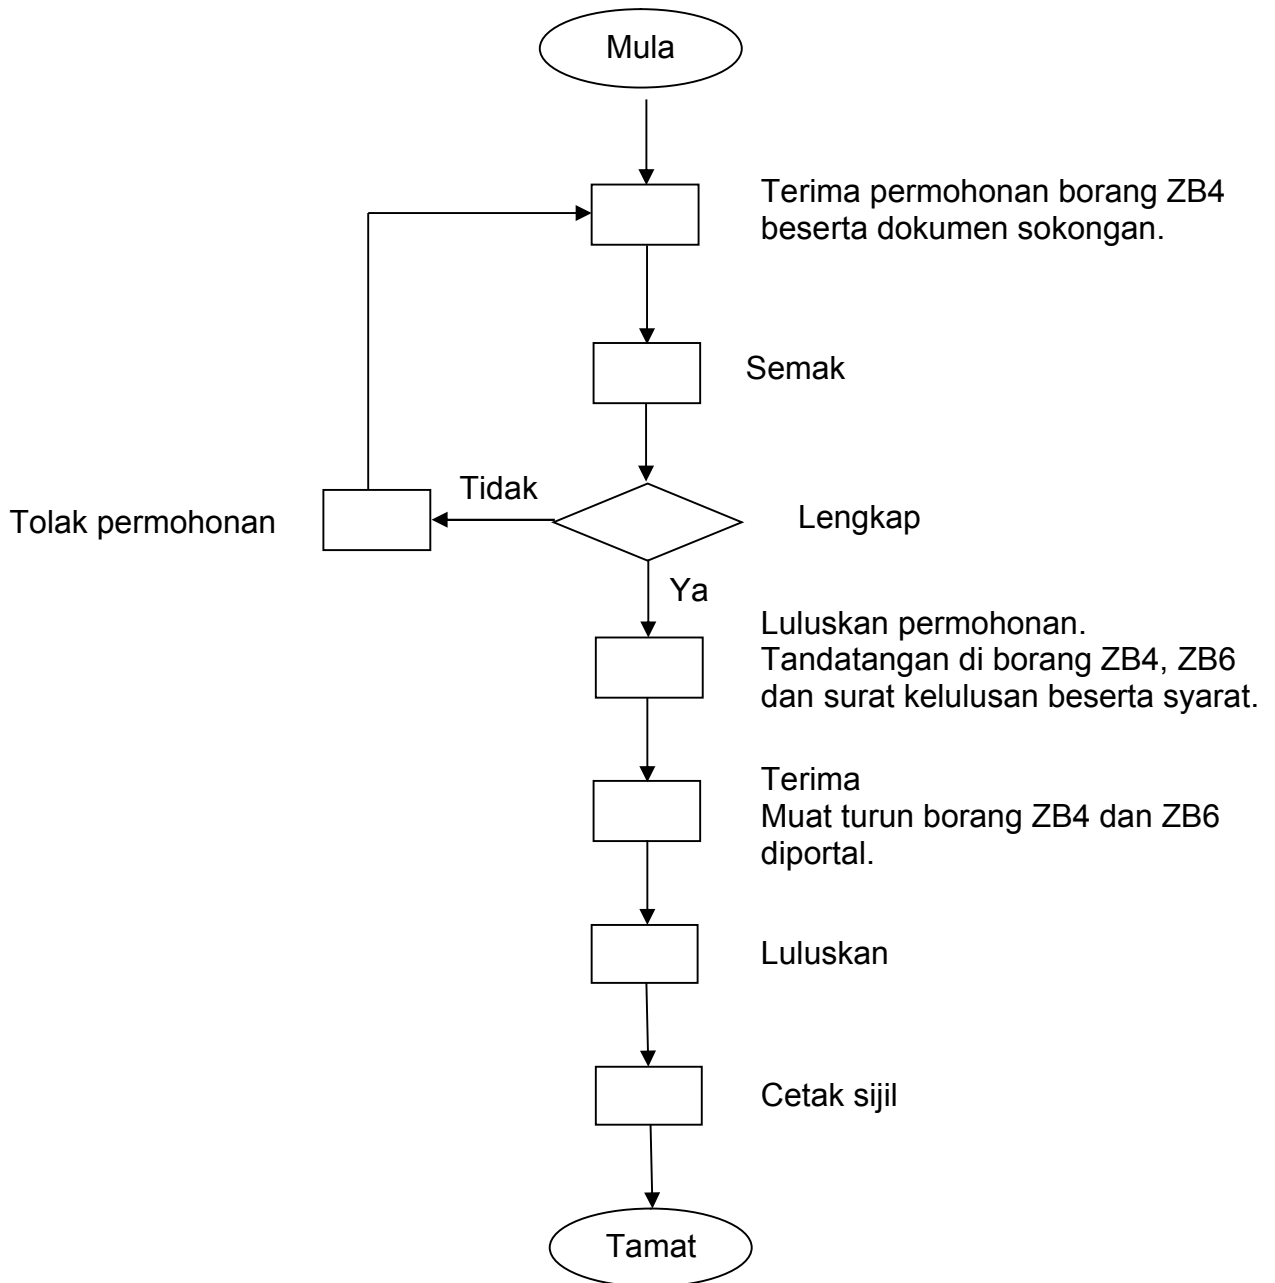 Mula
Terima permohonan borang ZB4
beserta dokumen sokongan.
Semak
Tidak
Tolak permohonan
Lengkap
Ya
Luluskan permohonan.
Tandatangan di borang ZB4, ZB6
dan surat kelulusan beserta syarat.
Terima
Muat turun borang ZB4 dan ZB6
diportal.
Luluskan
Cetak sijil
Tamat